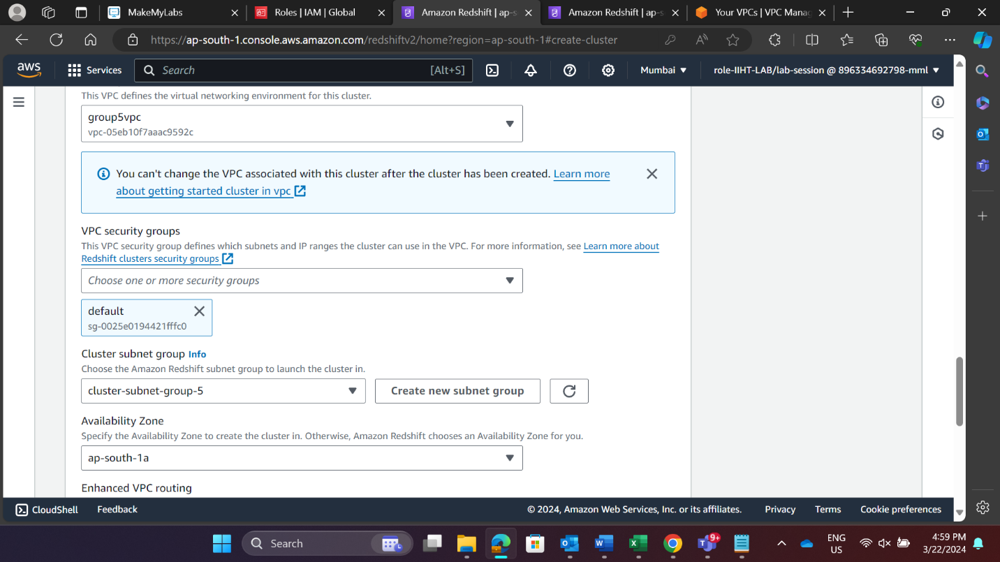 MakeMyLabs
Roles | IAM | Global
Amazon Redshift | ap-s
Amazon Redshift | ap-s
Your VPCs | VPC Manag
https://ap-south-1.console.aws.amazon.com/redshiftv2/home?region=ap-south-1#create-cluster
aws
Services
Search
[Alt+S]
Mumbai
role-IIHT-LAB/lab-session @ 896334692798-mml
This VPC defines the virtual networking environment for this cluster.
group5vpc
vpc-05eb10f7aaac9592c
You can't change the VPC associated with this cluster after the cluster has been created. Learn more
about getting started cluster in vpc
VPC security groups
This VPC security group defines which subnets and IP ranges the cluster can use in the VPC. For more information, see Learn more about
Redshift clusters security groups
Choose one or more security groups
default
sg-0025e0194421fffc0
Cluster subnet group Info
Choose the Amazon Redshift subnet group to launch the cluster in.
cluster-subnet-group-5
Create new subnet group
Availability Zone
Specify the Availability Zone to create the cluster in. Otherwise, Amazon Redshift chooses an Availability Zone for you.
ap-south-1a
Enhanced VPC routing
CloudShell
Feedback
© 2024, Amazon Web Services, Inc. or its affiliates.
Privacy
Terms
Cookie preferences
Search
9+
ENG
US
4:59 PM
3/22/2024